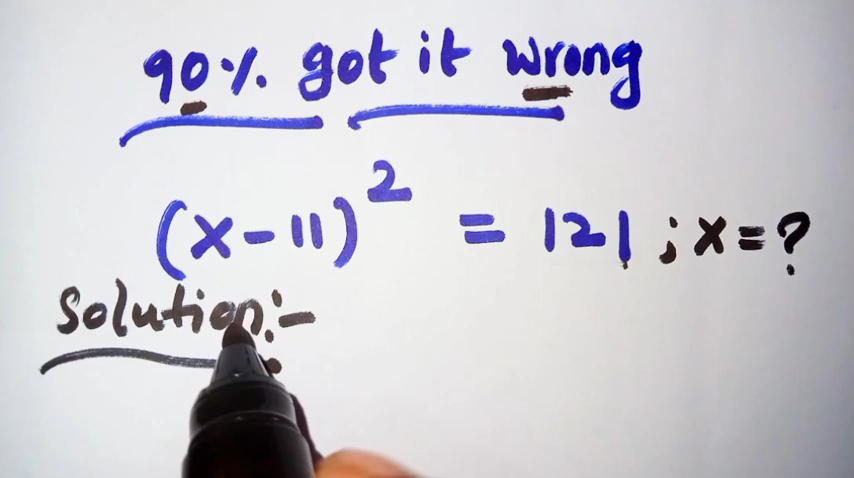 90% got it wrong
(x-11)² = 121 ; x = ?
Solution:-